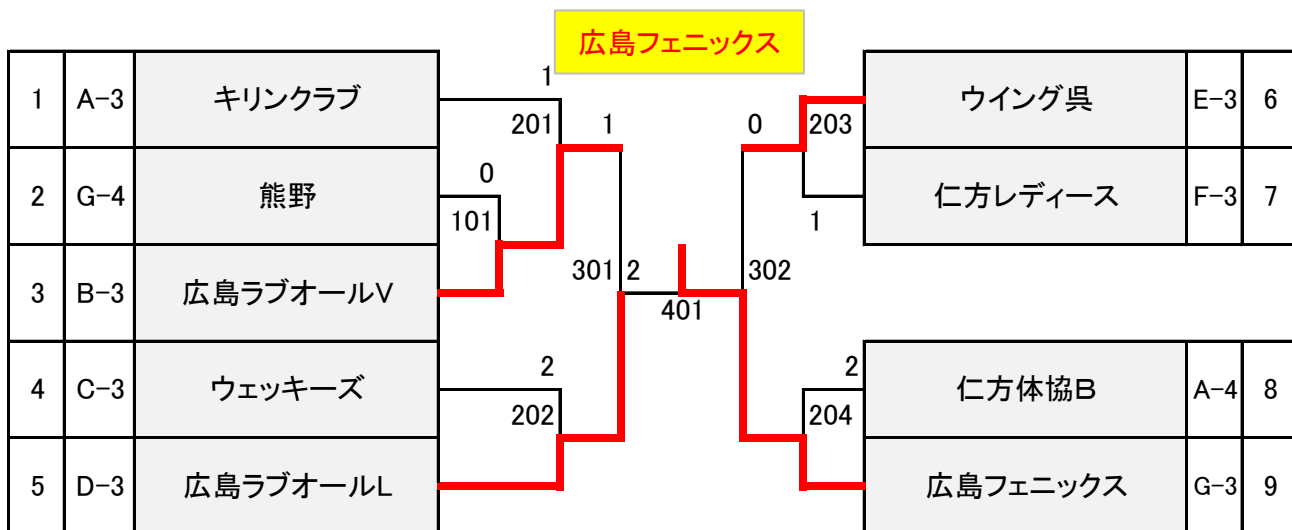 広島フェニックス
1 A-3 キリンクラブ
2 G-4 熊野
3 B-3 広島ラブオールV
4 C-3 ウェッキーズ
5 D-3 広島ラブオールL
1
201
1
0
101
301
2
401
2
202
0
203
1
302
2
204
ウイング呉 E-3 6
仁方レディース F-3 7
仁方体協B A-4 8
広島フェニックス G-3 9